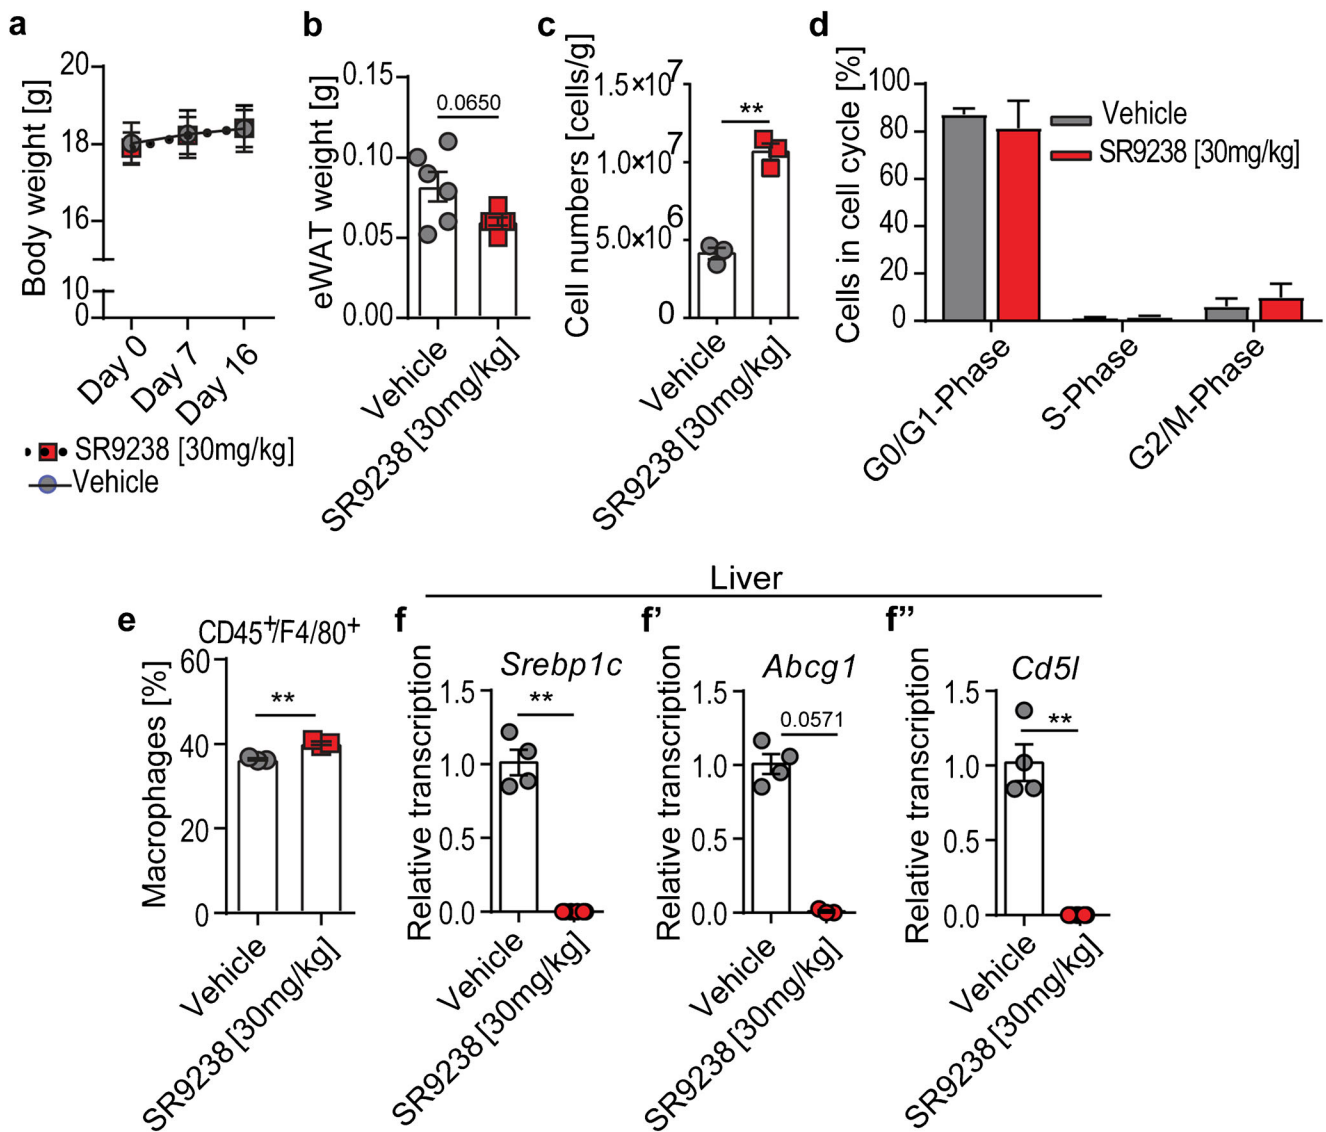 a
Body weight [g]
20
18
16
10
0
Day 0
Day 7
Day 16
SR9238 [30mg/kg]
Vehicle
b
eWAT weight [g]
0.15
0.10
0.05
0.00
0.0650
Vehicle
SR9238 [30mg/kg]
c
Cell numbers [cells/g]
1.5×10⁷
1.0×10⁷
5.0×10⁶
0
**
Vehicle
SR9238 [30mg/kg]
d
Cells in cell cycle [%]
100
80
60
40
20
0
Vehicle
SR9238 [30mg/kg]
G0/G1-Phase
S-Phase
G2/M-Phase
e
CD45⁺/F4/80⁺
Macrophages [%]
60
40
20
0
**
Vehicle
SR9238 [30mg/kg]
Liver
f
Srebp1c
Relative transcription
1.5
1.0
0.5
0.0
**
Vehicle
SR9238 [30mg/kg]
f'
Abcg1
Relative transcription
1.5
1.0
0.5
0.0
0.0571
Vehicle
SR9238 [30mg/kg]
f''
Cd5l
Relative transcription
1.5
1.0
0.5
0.0
**
Vehicle
SR9238 [30mg/kg]